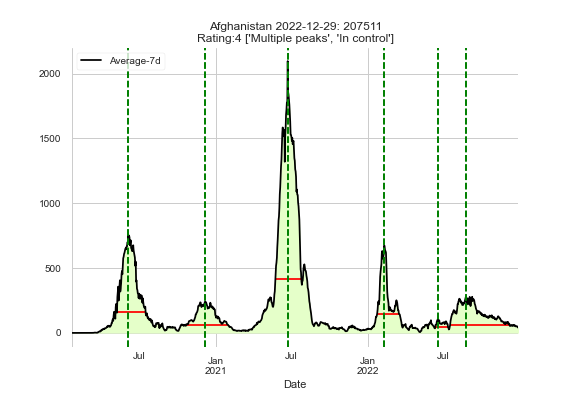 Afghanistan 2022-12-29: 207511
Rating:4 ['Multiple peaks', 'In control']
Average-7d
2000
1500
1000
500
0
Jul
Jan
2021
Jul
Jan
2022
Jul
Date